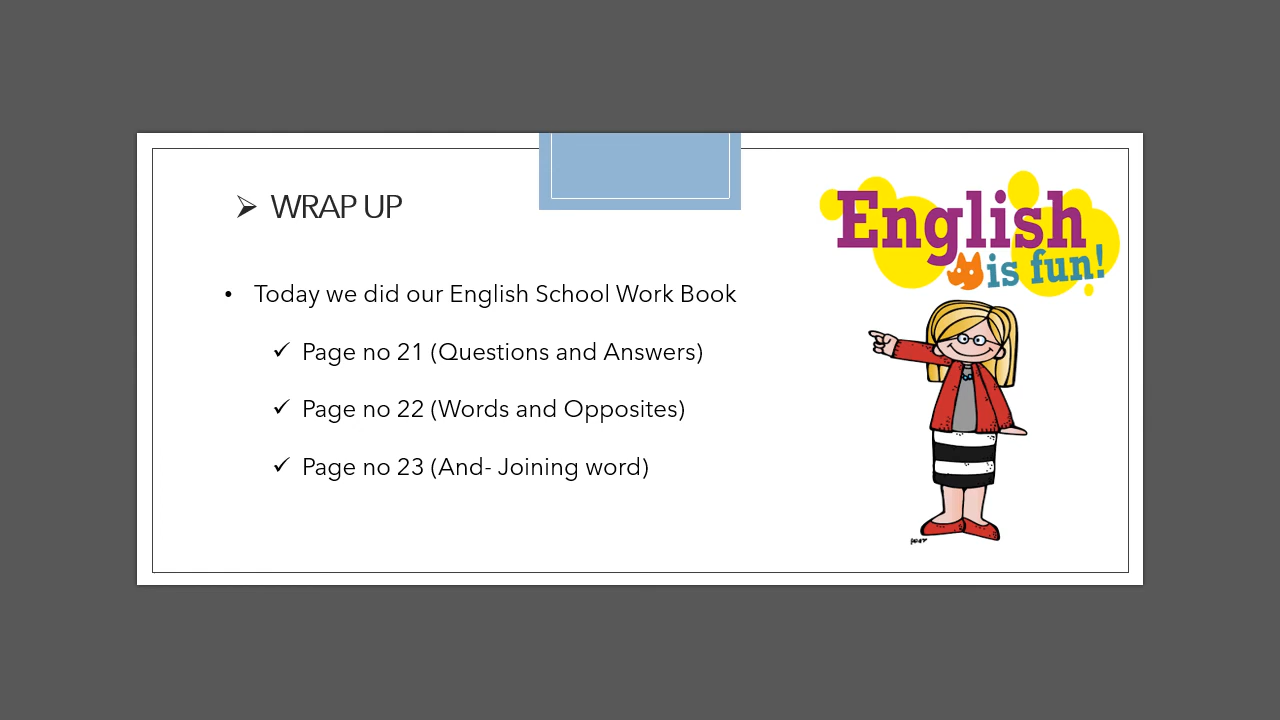 WRAP UP
Today we did our English School Work Book
Page no 21 (Questions and Answers)
Page no 22 (Words and Opposites)
Page no 23 (And- Joining word)
English
is fun!